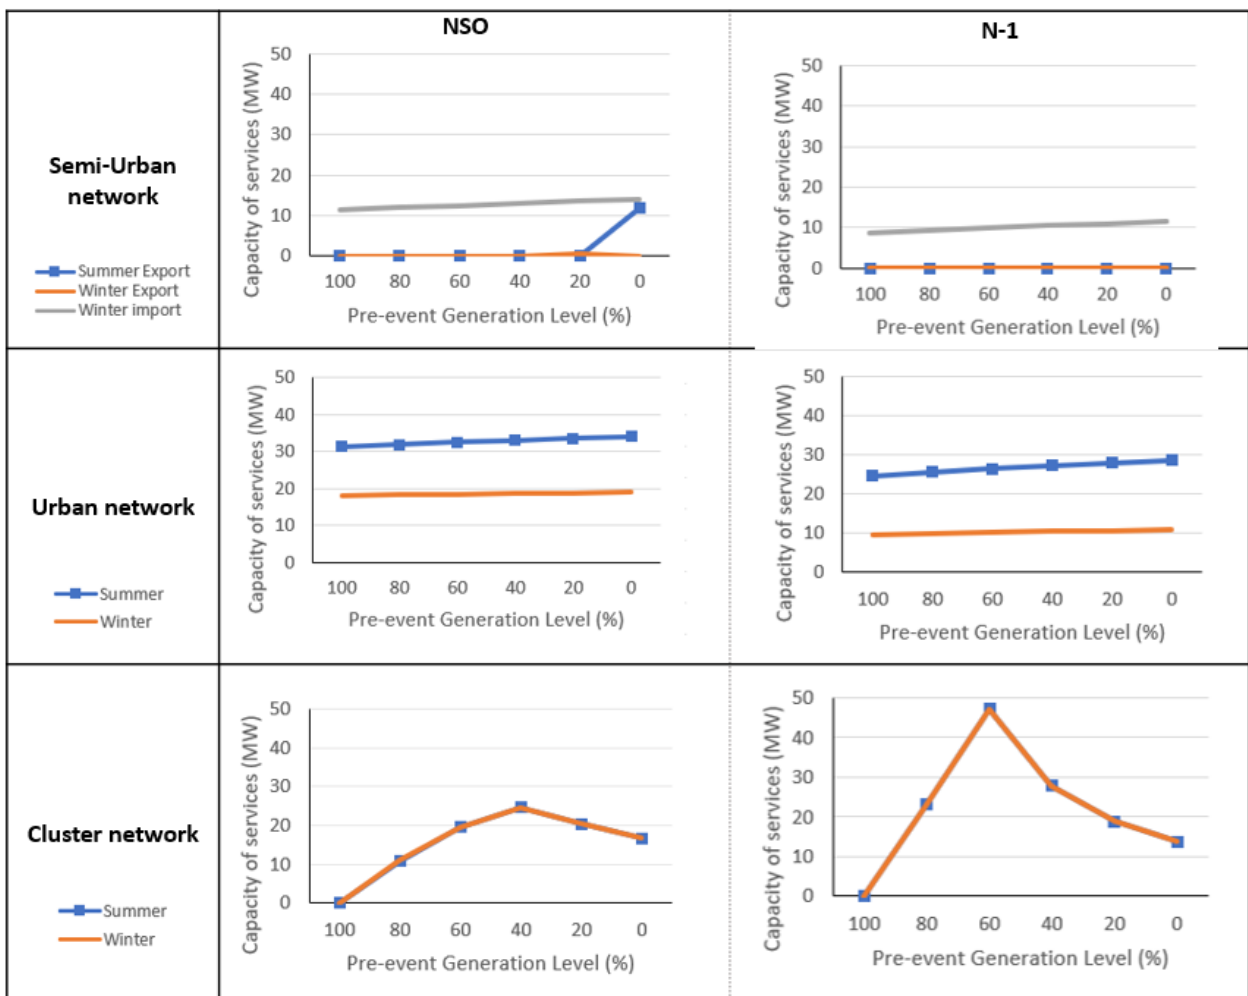 NSO
N-1
Semi-Urban
network
Summer Export
Winter Export
Winter import
Capacity of services (MW)
50
40
30
20
10
0
100 80 60 40 20 0
Pre-event Generation Level (%)
Capacity of services (MW)
50
40
30
20
10
0
100 80 60 40 20 0
Pre-event Generation Level (%)
Urban network
Summer
Winter
Capacity of services (MW)
50
40
30
20
10
0
100 80 60 40 20 0
Pre-event Generation Level (%)
Capacity of services (MW)
50
40
30
20
10
0
100 80 60 40 20 0
Pre-event Generation Level (%)
Cluster network
Summer
Winter
Capacity of services (MW)
50
40
30
20
10
0
100 80 60 40 20 0
Pre-event Generation Level (%)
Capacity of services (MW)
50
40
30
20
10
0
100 80 60 40 20 0
Pre-event Generation Level (%)